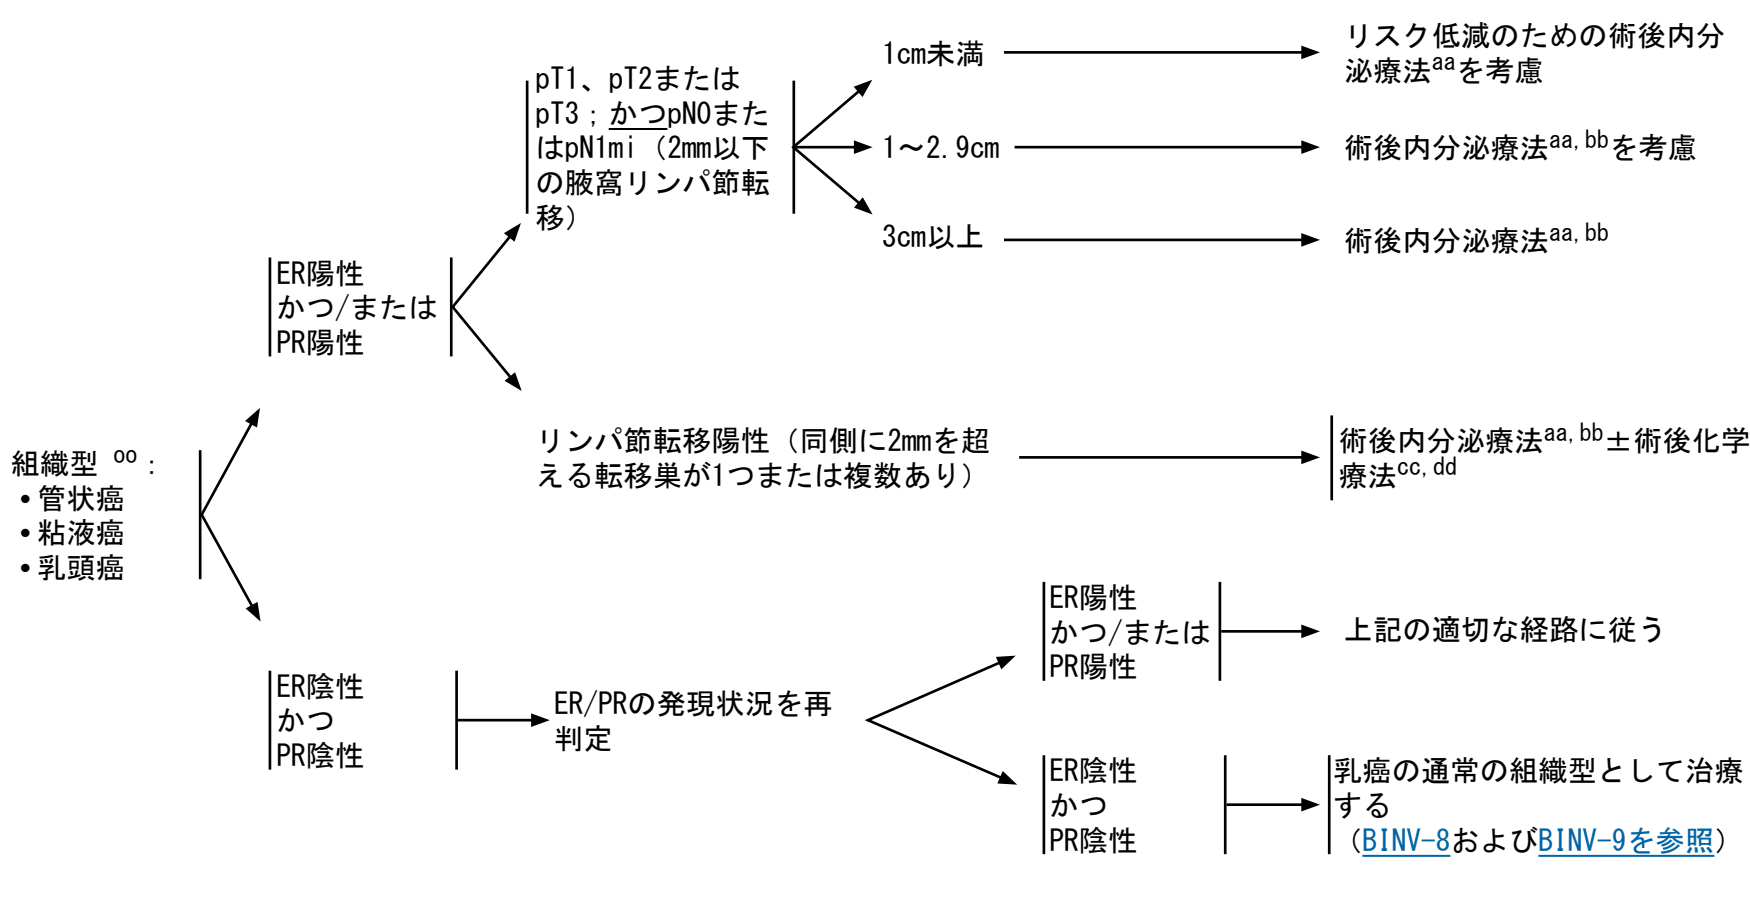 組織型 oo：
•管状癌
•粘液癌
•乳頭癌
ER陽性
かつ/または
PR陽性
pT1、pT2または
pT3；かつpN0また
はpN1mi（2mm以下
の腋窩リンパ節転
移）
1cm未満
リスク低減のための術後内分
泌療法aaを考慮
1～2.9cm
術後内分泌療法aa,bbを考慮
3cm以上
術後内分泌療法aa,bb
リンパ節転移陽性（同側に2mmを超
える転移巣が1つまたは複数あり）
術後内分泌療法aa,bb±術後化学
療法cc,dd
ER陰性
かつ
PR陰性
ER/PRの発現状況を再
判定
ER陽性
かつ/または
PR陽性
上記の適切な経路に従う
ER陰性
かつ
PR陰性
乳癌の通常の組織型として治療
する
（BINV-8およびBINV-9を参照）